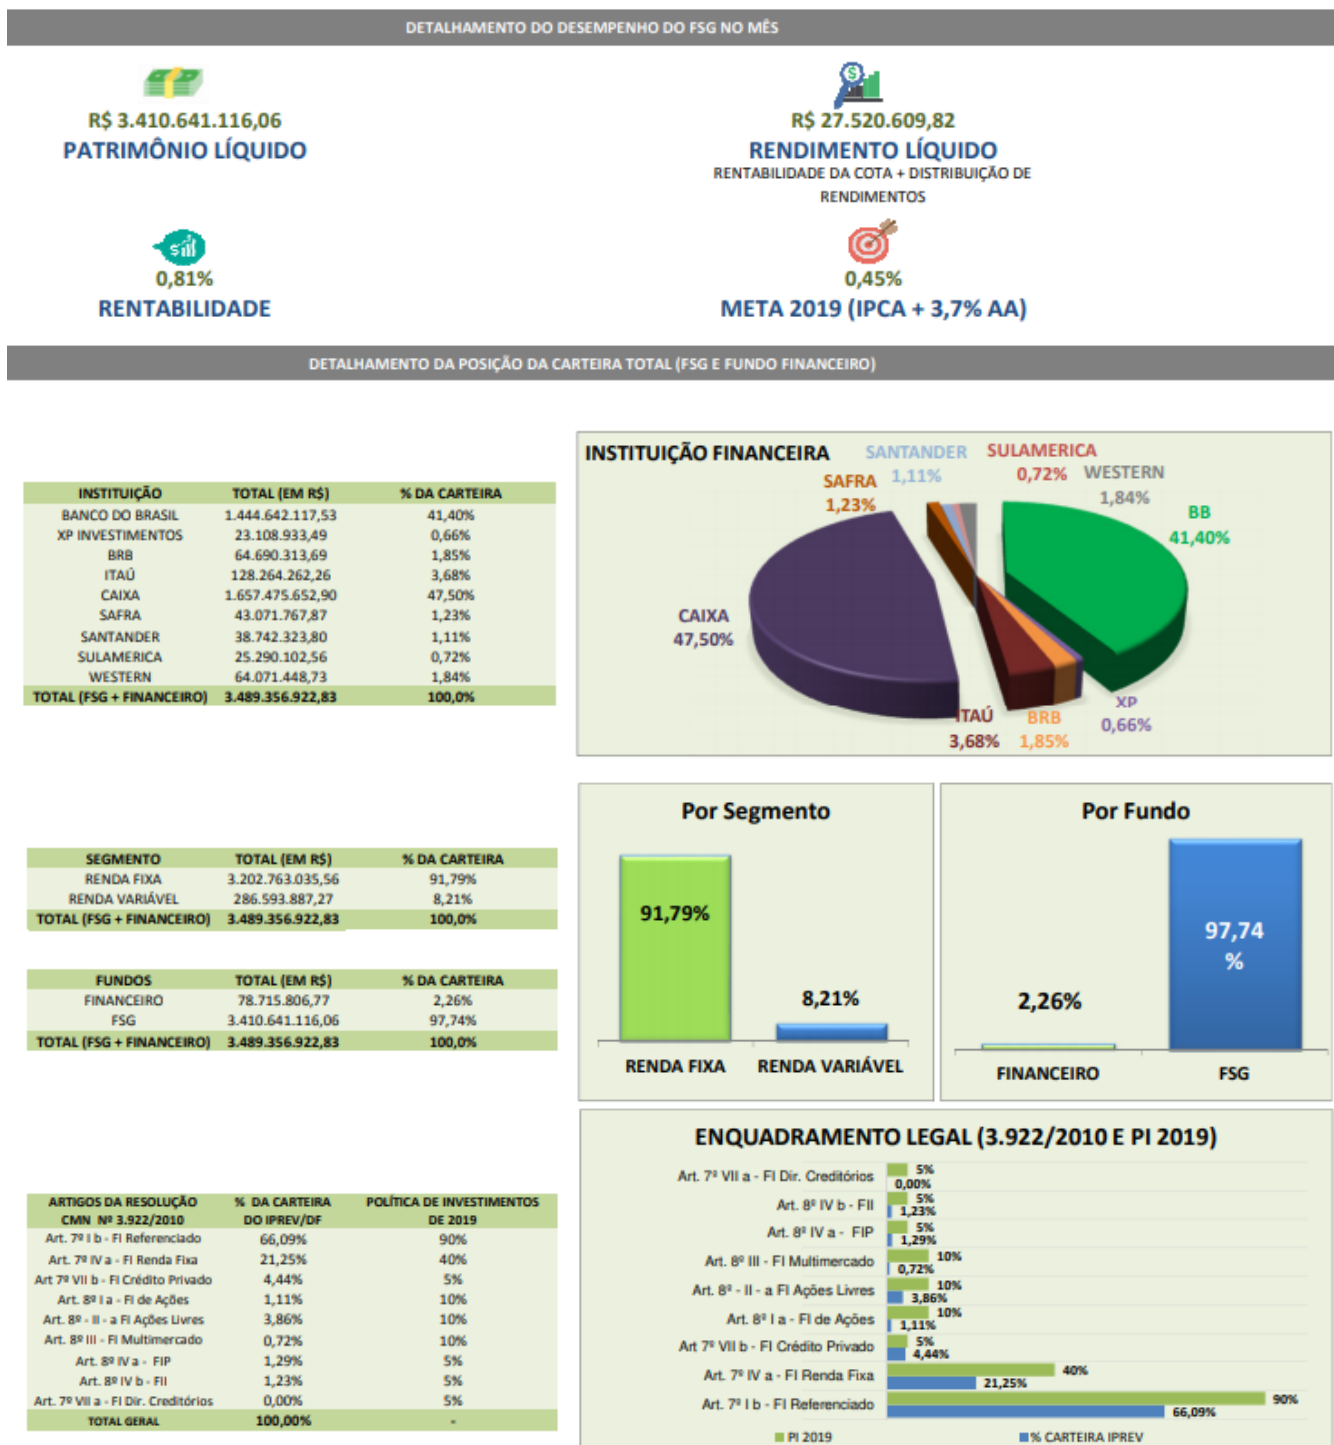 DETALHAMENTO DO DESEMPENHO DO FSG NO MÊS
R$ 3.410.641.116,06
PATRIMÔNIO LÍQUIDO
R$ 27.520.609,82
RENDIMENTO LÍQUIDO
RENTABILIDADE DA COTA + DISTRIBUIÇÃO DE
RENDIMENTOS
0,81%
RENTABILIDADE
0,45%
META 2019 (IPCA + 3,7% AA)
DETALHAMENTO DA POSIÇÃO DA CARTEIRA TOTAL (FSG E FUNDO FINANCEIRO)
INSTITUIÇÃO TOTAL (EM R$) % DA CARTEIRA
BANCO DO BRASIL 1.444.642.117,53 41,40%
XP INVESTIMENTOS 23.108.933,49 0,66%
BRB 64.690.313,69 1,85%
ITAÚ 128.264.262,26 3,68%
CAIXA 1.657.475.652,90 47,50%
SAFRA 43.071.767,87 1,23%
SANTANDER 38.742.323,80 1,11%
SULAMERICA 25.290.102,56 0,72%
WESTERN 64.071.448,73 1,84%
TOTAL (FSG + FINANCEIRO) 3.489.356.922,83 100,0%
INSTITUIÇÃO FINANCEIRA
SANTANDER
1,11%
SULAMERICA
0,72%
WESTERN
1,84%
SAFRA
1,23%
BB
41,40%
CAIXA
47,50%
ITAÚ
3,68%
BRB
1,85%
XP
0,66%
SEGMENTO TOTAL (EM R$) % DA CARTEIRA
RENDA FIXA 3.202.763.035,56 91,79%
RENDA VARIÁVEL 286.593.887,27 8,21%
TOTAL (FSG + FINANCEIRO) 3.489.356.922,83 100,0%
FUNDOS TOTAL (EM R$) % DA CARTEIRA
FINANCEIRO 78.715.806,77 2,26%
FSG 3.410.641.116,06 97,74%
TOTAL (FSG + FINANCEIRO) 3.489.356.922,83 100,0%
Por Segmento
91,79%
8,21%
RENDA FIXA RENDA VARIÁVEL
Por Fundo
2,26%
97,74
%
FINANCEIRO FSG
ARTIGOS DA RESOLUÇÃO % DA CARTEIRA POLÍTICA DE INVESTIMENTOS
CMN Nº 3.922/2010 DO IPREV/DF DE 2019
Art. 7º I b - FI Referenciado 66,09% 90%
Art. 7º IV a - FI Renda Fixa 21,25% 40%
Art 7º VII b - FI Crédito Privado 4,44% 5%
Art. 8º I a - FI de Ações 1,11% 10%
Art. 8º - II - a FI Ações Livres 3,86% 10%
Art. 8º III - FI Multimercado 0,72% 10%
Art. 8º IV a - FIP 1,29% 5%
Art. 8º IV b - FII 1,23% 5%
Art. 7º VII a - FI Dir. Creditórios 0,00% 5%
TOTAL GERAL 100,00% -
ENQUADRAMENTO LEGAL (3.922/2010 E PI 2019)
Art. 7º VII a - FI Dir. Creditórios 5%
0,00%
Art. 8º IV b - FII 5%
1,23%
Art. 8º IV a - FIP 5%
1,29%
Art. 8º III - FI Multimercado 10%
0,72%
Art. 8º - II - a FI Ações Livres 10%
3,86%
Art. 8º I a - FI de Ações 10%
1,11%
Art 7º VII b - FI Crédito Privado 5%
4,44%
Art. 7º IV a - FI Renda Fixa 40%
21,25%
Art. 7º I b - FI Referenciado 90%
66,09%
PI 2019 % CARTEIRA IPREV